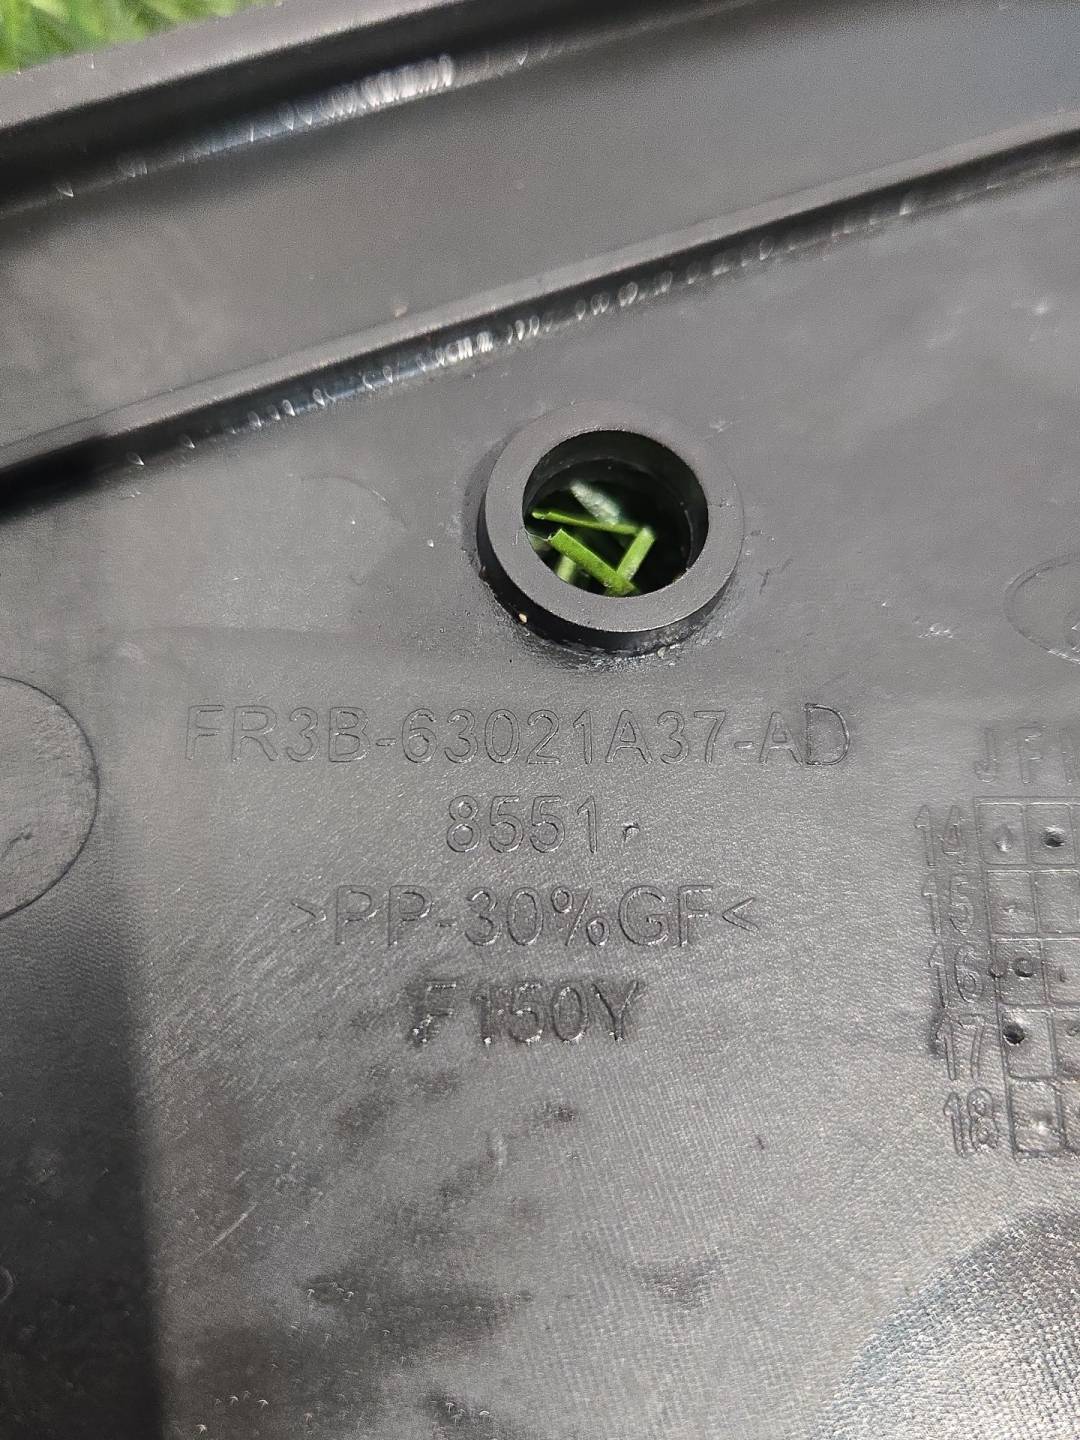 FR3B-63021A37-AD
8551
>PP-30%GF<
F150Y
J F
14
15
16
17
18